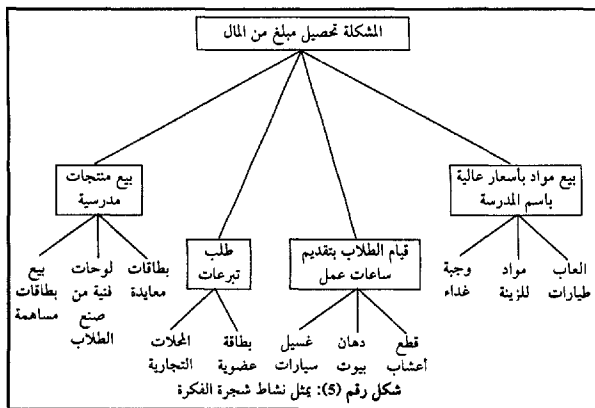 المشكلة تحصيل مبلغ من المال
بيع مواد بأسعار عالية
باسم المدرسة
العاب
طيارات
مواد
للزينة
وجبة
غداء
قيام الطلاب بتقديم
ساعات عمل
قطع
أعشاب
دهان
بيوت
غسيل
سيارات
طلب
تبرعات
بطاقة
عضوية
المحلات
التجارية
بيع منتجات
مدرسية
بطاقات
معايدة
لوحات
فنية من
صنع
الطلاب
بيع
بطاقات
مساهمة
شكل رقم (5): يمثل نشاط شجرة الفكرة